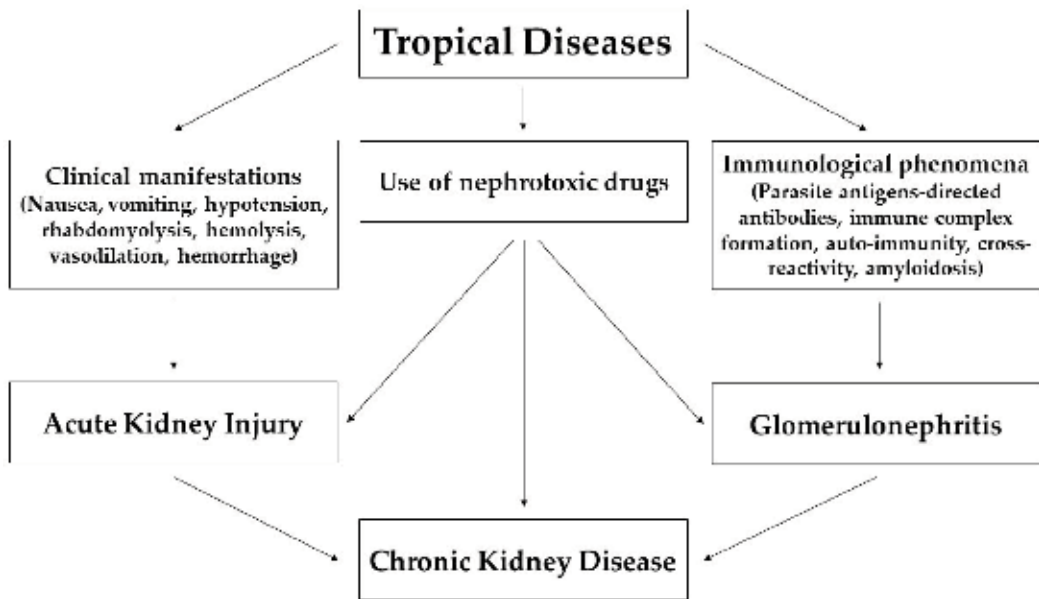 Tropical Diseases
Clinical manifestations
(Nausea, vomiting, hypotension,
rhabdomyolysis, hemolysis,
vasodilation, hemorrhage)
Use of nephrotoxic drugs
Immunological phenomena
(Parasite antigens-directed
antibodies, immune complex
formation, auto-immunity, cross-
reactivity, amyloidosis)
Acute Kidney Injury
Glomerulonephritis
Chronic Kidney Disease